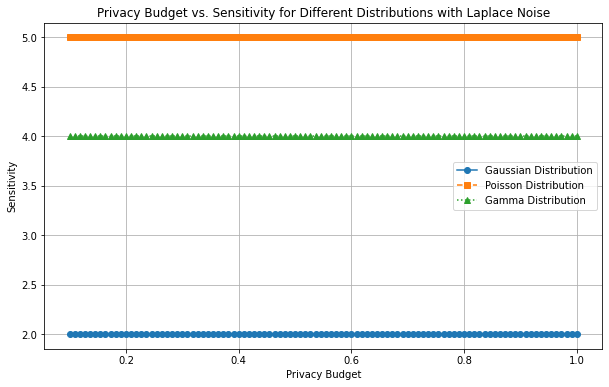 Privacy Budget vs. Sensitivity for Different Distributions with Laplace Noise
5.0
4.5
4.0
3.5
3.0
2.5
2.0
Sensitivity
Gaussian Distribution
Poisson Distribution
Gamma Distribution
0.2 0.4 0.6 0.8 1.0
Privacy Budget